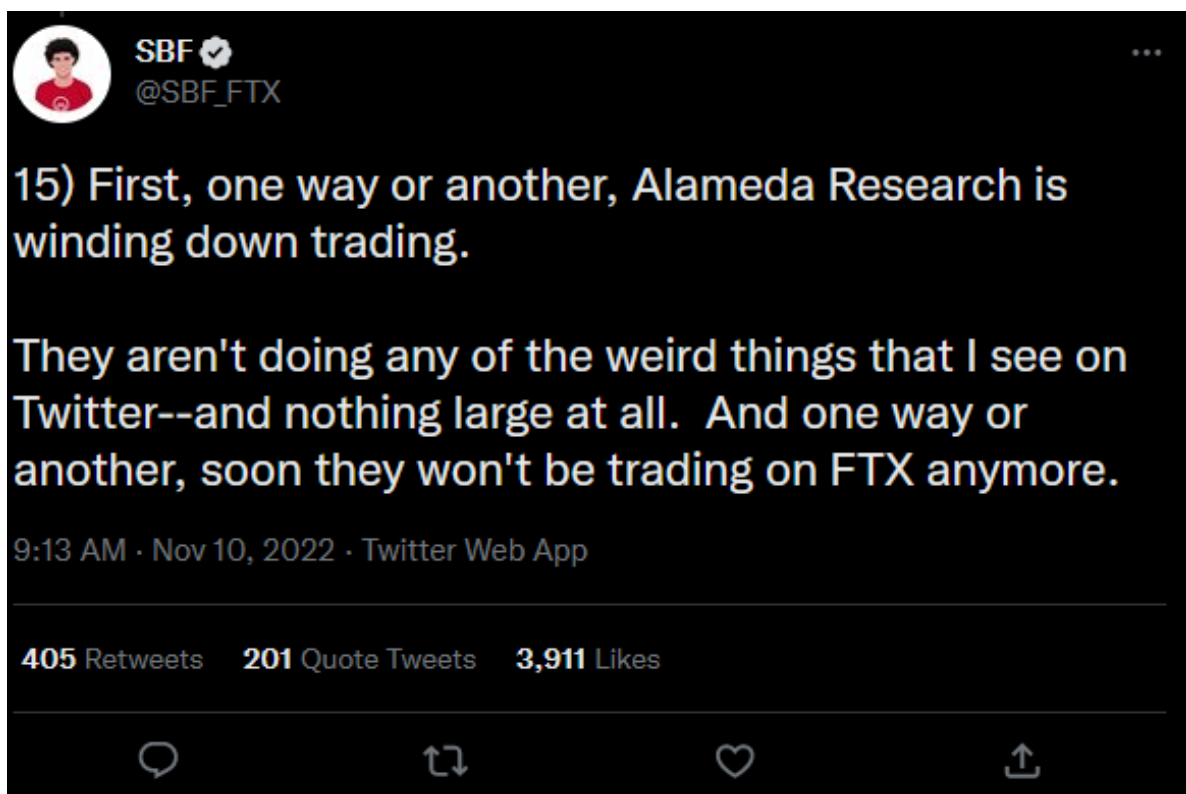 SBF
@SBF_FTX
15) First, one way or another, Alameda Research is
winding down trading.
They aren't doing any of the weird things that I see on
Twitter--and nothing large at all.  And one way or
another, soon they won't be trading on FTX anymore.
9:13 AM · Nov 10, 2022 · Twitter Web App
405 Retweets 201 Quote Tweets 3,911 Likes